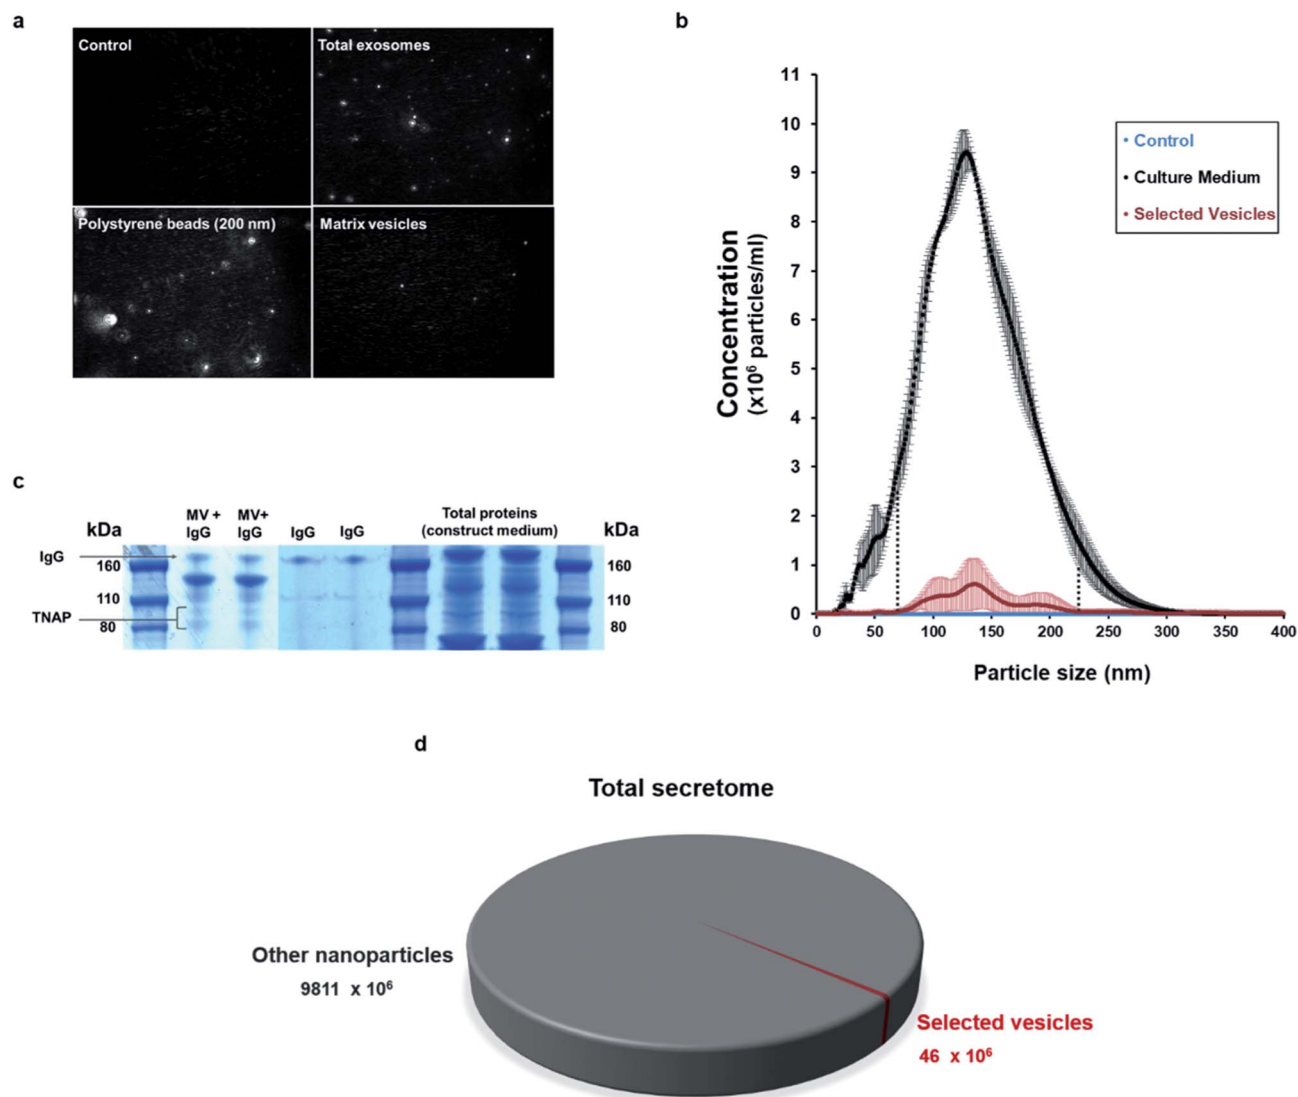 a
Control
Total exosomes
Polystyrene beads (200 nm)
Matrix vesicles
b
11
10
9
8
7
6
5
4
3
2
1
0
Concentration
(x10⁶ particles/ml)
• Control
• Culture Medium
• Selected Vesicles
0 50 100 150 200 250 300 350 400
Particle size (nm)
c
kDa
MV +
IgG
MV+
IgG
IgG
IgG
Total proteins
(construct medium)
kDa
IgG
160
110
TNAP
80
160
110
80
d
Total secretome
Other nanoparticles
9811 x 10⁶
Selected vesicles
46 x 10⁶